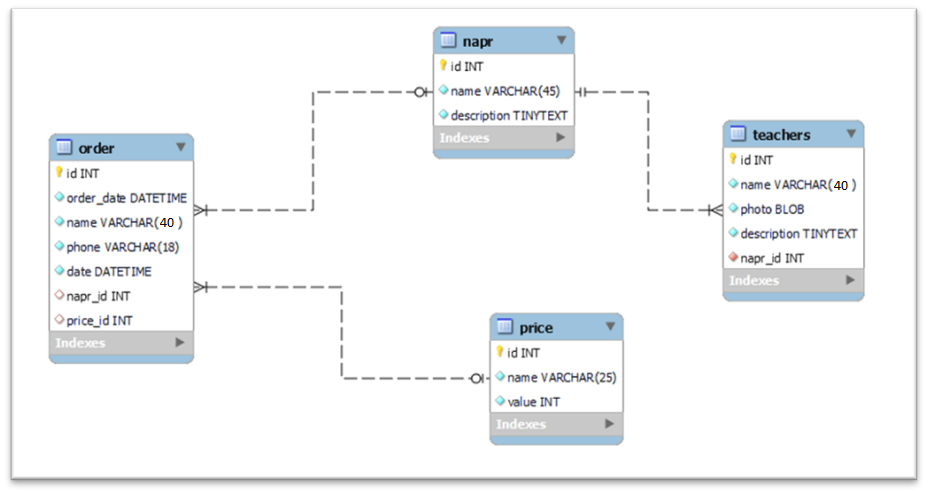 napr
id INT
name VARCHAR(45)
description TINYTEXT
Indexes
order
id INT
order_date DATETIME
name VARCHAR(40 )
phone VARCHAR(18)
date DATETIME
napr_id INT
price_id INT
Indexes
teachers
id INT
name VARCHAR(40 )
photo BLOB
description TINYTEXT
napr_id INT
Indexes
price
id INT
name VARCHAR(25)
value INT
Indexes